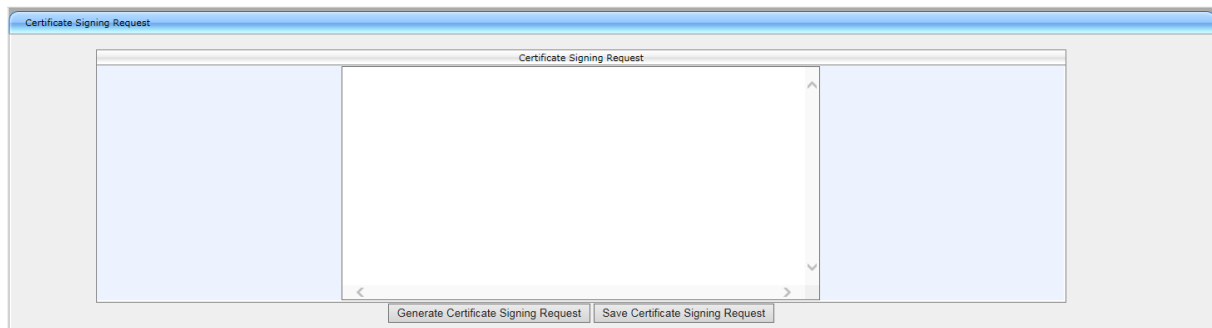 Certificate Signing Request
Certificate Signing Request
Generate Certificate Signing Request Save Certificate Signing Request